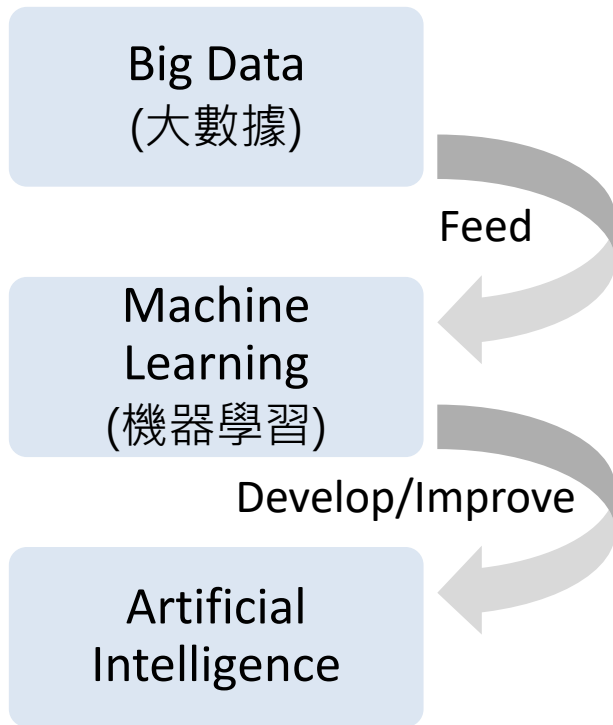 Big Data
(大數據)
Feed
Machine
Learning
(機器學習)
Develop/Improve
Artificial
Intelligence